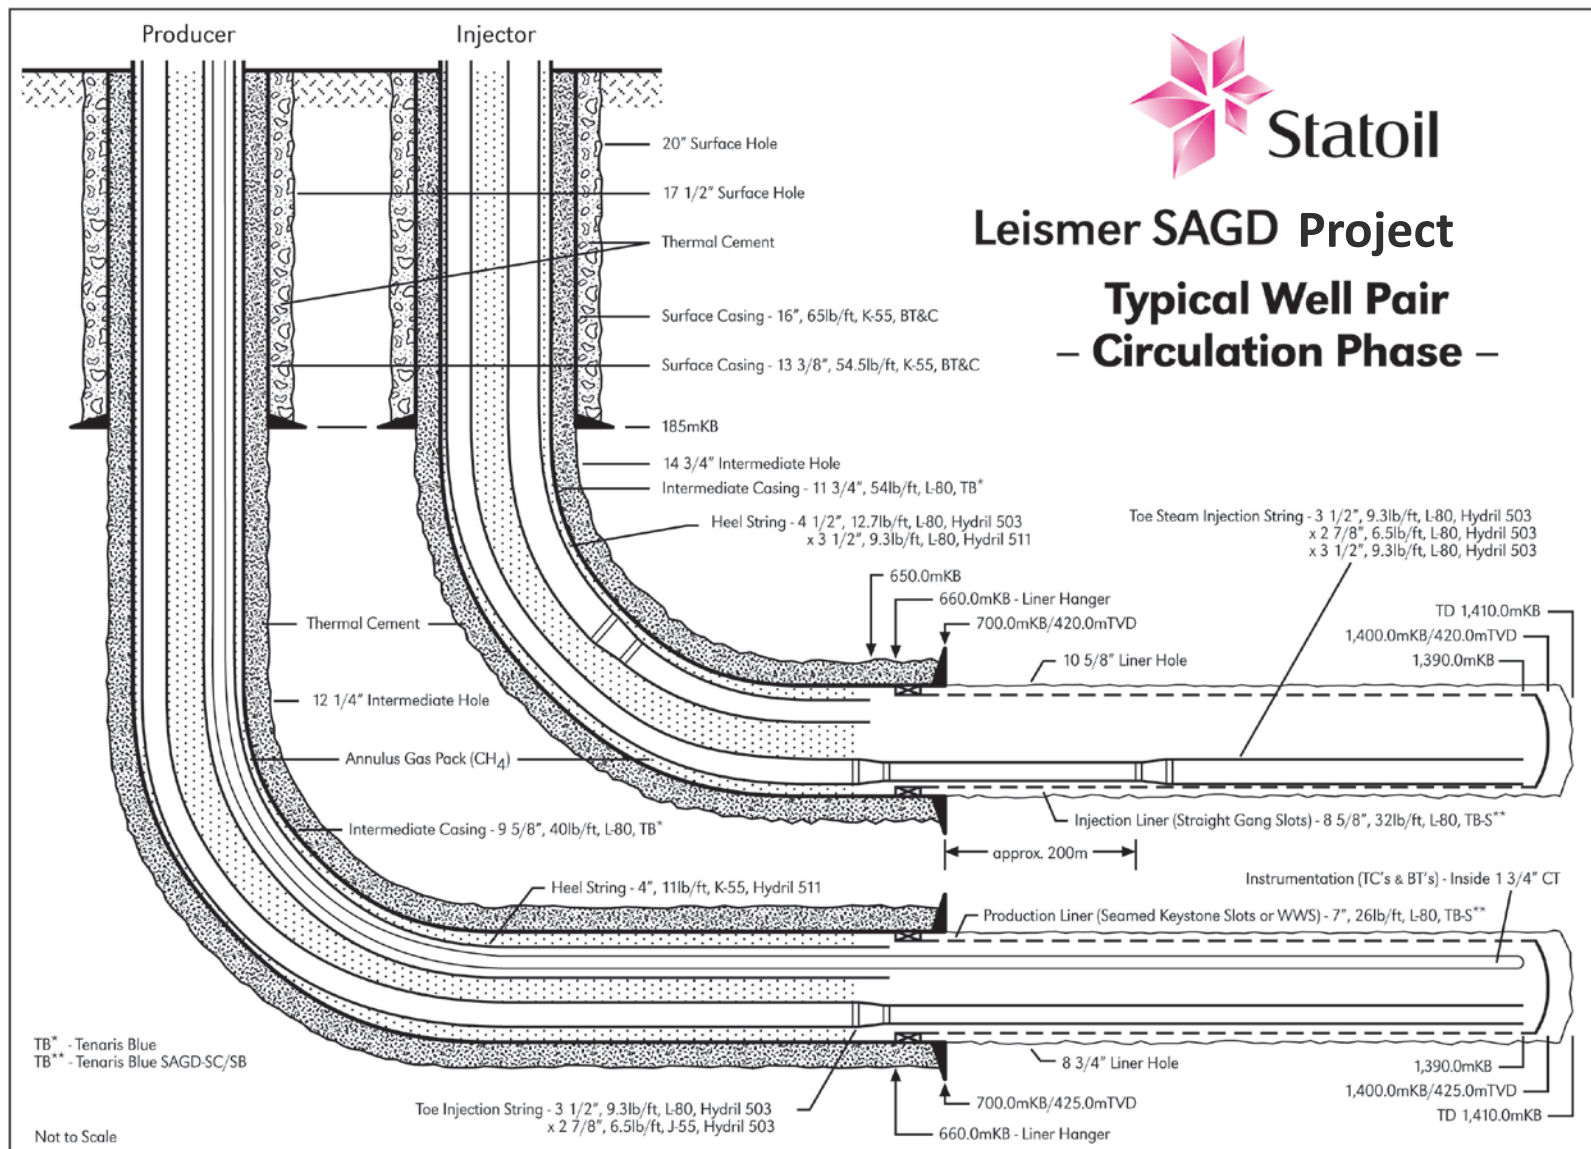 Producer
Injector
Statoil
Leismer SAGD Project
Typical Well Pair
– Circulation Phase –
20" Surface Hole
17 1/2" Surface Hole
Thermal Cement
Surface Casing - 16", 65lb/ft, K-55, BT&C
Surface Casing - 13 3/8", 54.5lb/ft, K-55, BT&C
185mKB
14 3/4" Intermediate Hole
Intermediate Casing - 11 3/4", 54lb/ft, L-80, TB*
Heel String - 4 1/2", 12.7lb/ft, L-80, Hydril 503
x 3 1/2", 9.3lb/ft, L-80, Hydril 511
Toe Steam Injection String - 3 1/2", 9.3lb/ft, L-80, Hydril 503
x 2 7/8", 6.5lb/ft, L-80, Hydril 503
x 3 1/2", 9.3lb/ft, L-80, Hydril 503
650.0mKB
660.0mKB - Liner Hanger
700.0mKB/420.0mTVD
TD 1,410.0mKB
1,400.0mKB/420.0mTVD
1,390.0mKB
10 5/8" Liner Hole
Thermal Cement
12 1/4" Intermediate Hole
Annulus Gas Pack (CH4)
Intermediate Casing - 9 5/8", 40lb/ft, L-80, TB*
Injection Liner (Straight Gang Slots) - 8 5/8", 32lb/ft, L-80, TB-S**
approx. 200m
Instrumentation (TC's & BT's) - Inside 1 3/4" CT
Heel String - 4", 11lb/ft, K-55, Hydril 511
Production Liner (Seamed Keystone Slots or WWS) - 7", 26lb/ft, L-80, TB-S**
TB* - Tenaris Blue
TB** - Tenaris Blue SAGD-SC/SB
8 3/4" Liner Hole
1,390.0mKB
1,400.0mKB/425.0mTVD
TD 1,410.0mKB
700.0mKB/425.0mTVD
660.0mKB - Liner Hanger
Toe Injection String - 3 1/2", 9.3lb/ft, L-80, Hydril 503
x 2 7/8", 6.5lb/ft, J-55, Hydril 503
Not to Scale